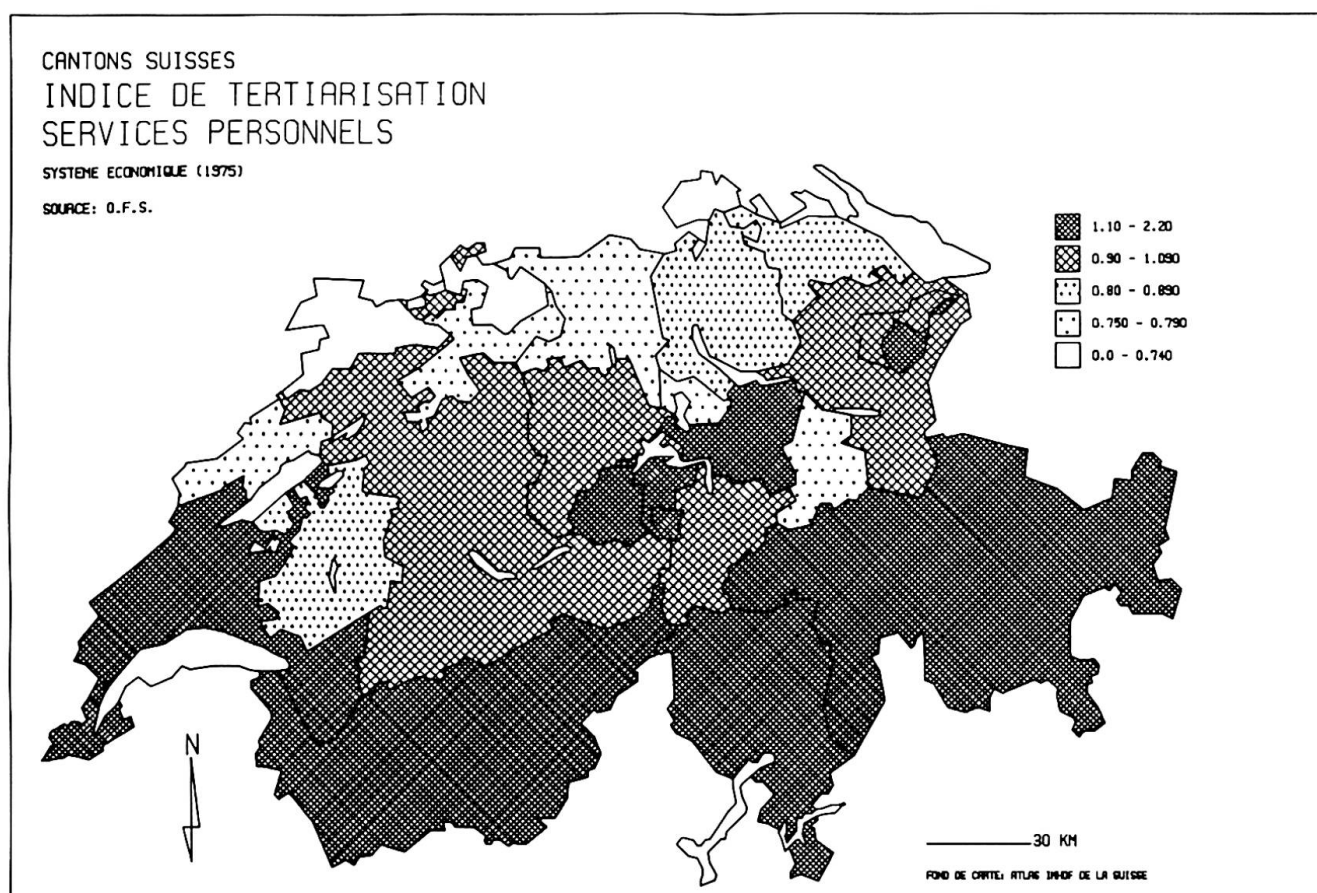 CANTONS SUISSES
INDICE DE TERTIARISATION
SERVICES PERSONNELS
SYSTEME ECONOMIQUE (1975)
SOURCE: O.F.S.
1.10 - 2.20
0.90 - 1.090
0.80 - 0.890
0.750 - 0.790
0.0 - 0.740
N
30 KM
FOND DE CARTE: ATLAS IMHOF DE LA SUISSE